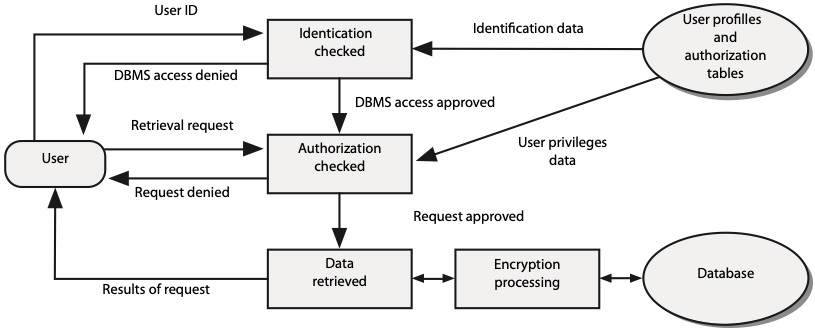 User ID
Identication
checked
Identification data
User profilles
and
authorization
tables
DBMS access denied
DBMS access approved
Retrieval request
User
Authorization
checked
User privileges
data
Request denied
Request approved
Data
retrieved
Encryption
processing
Database
Results of request